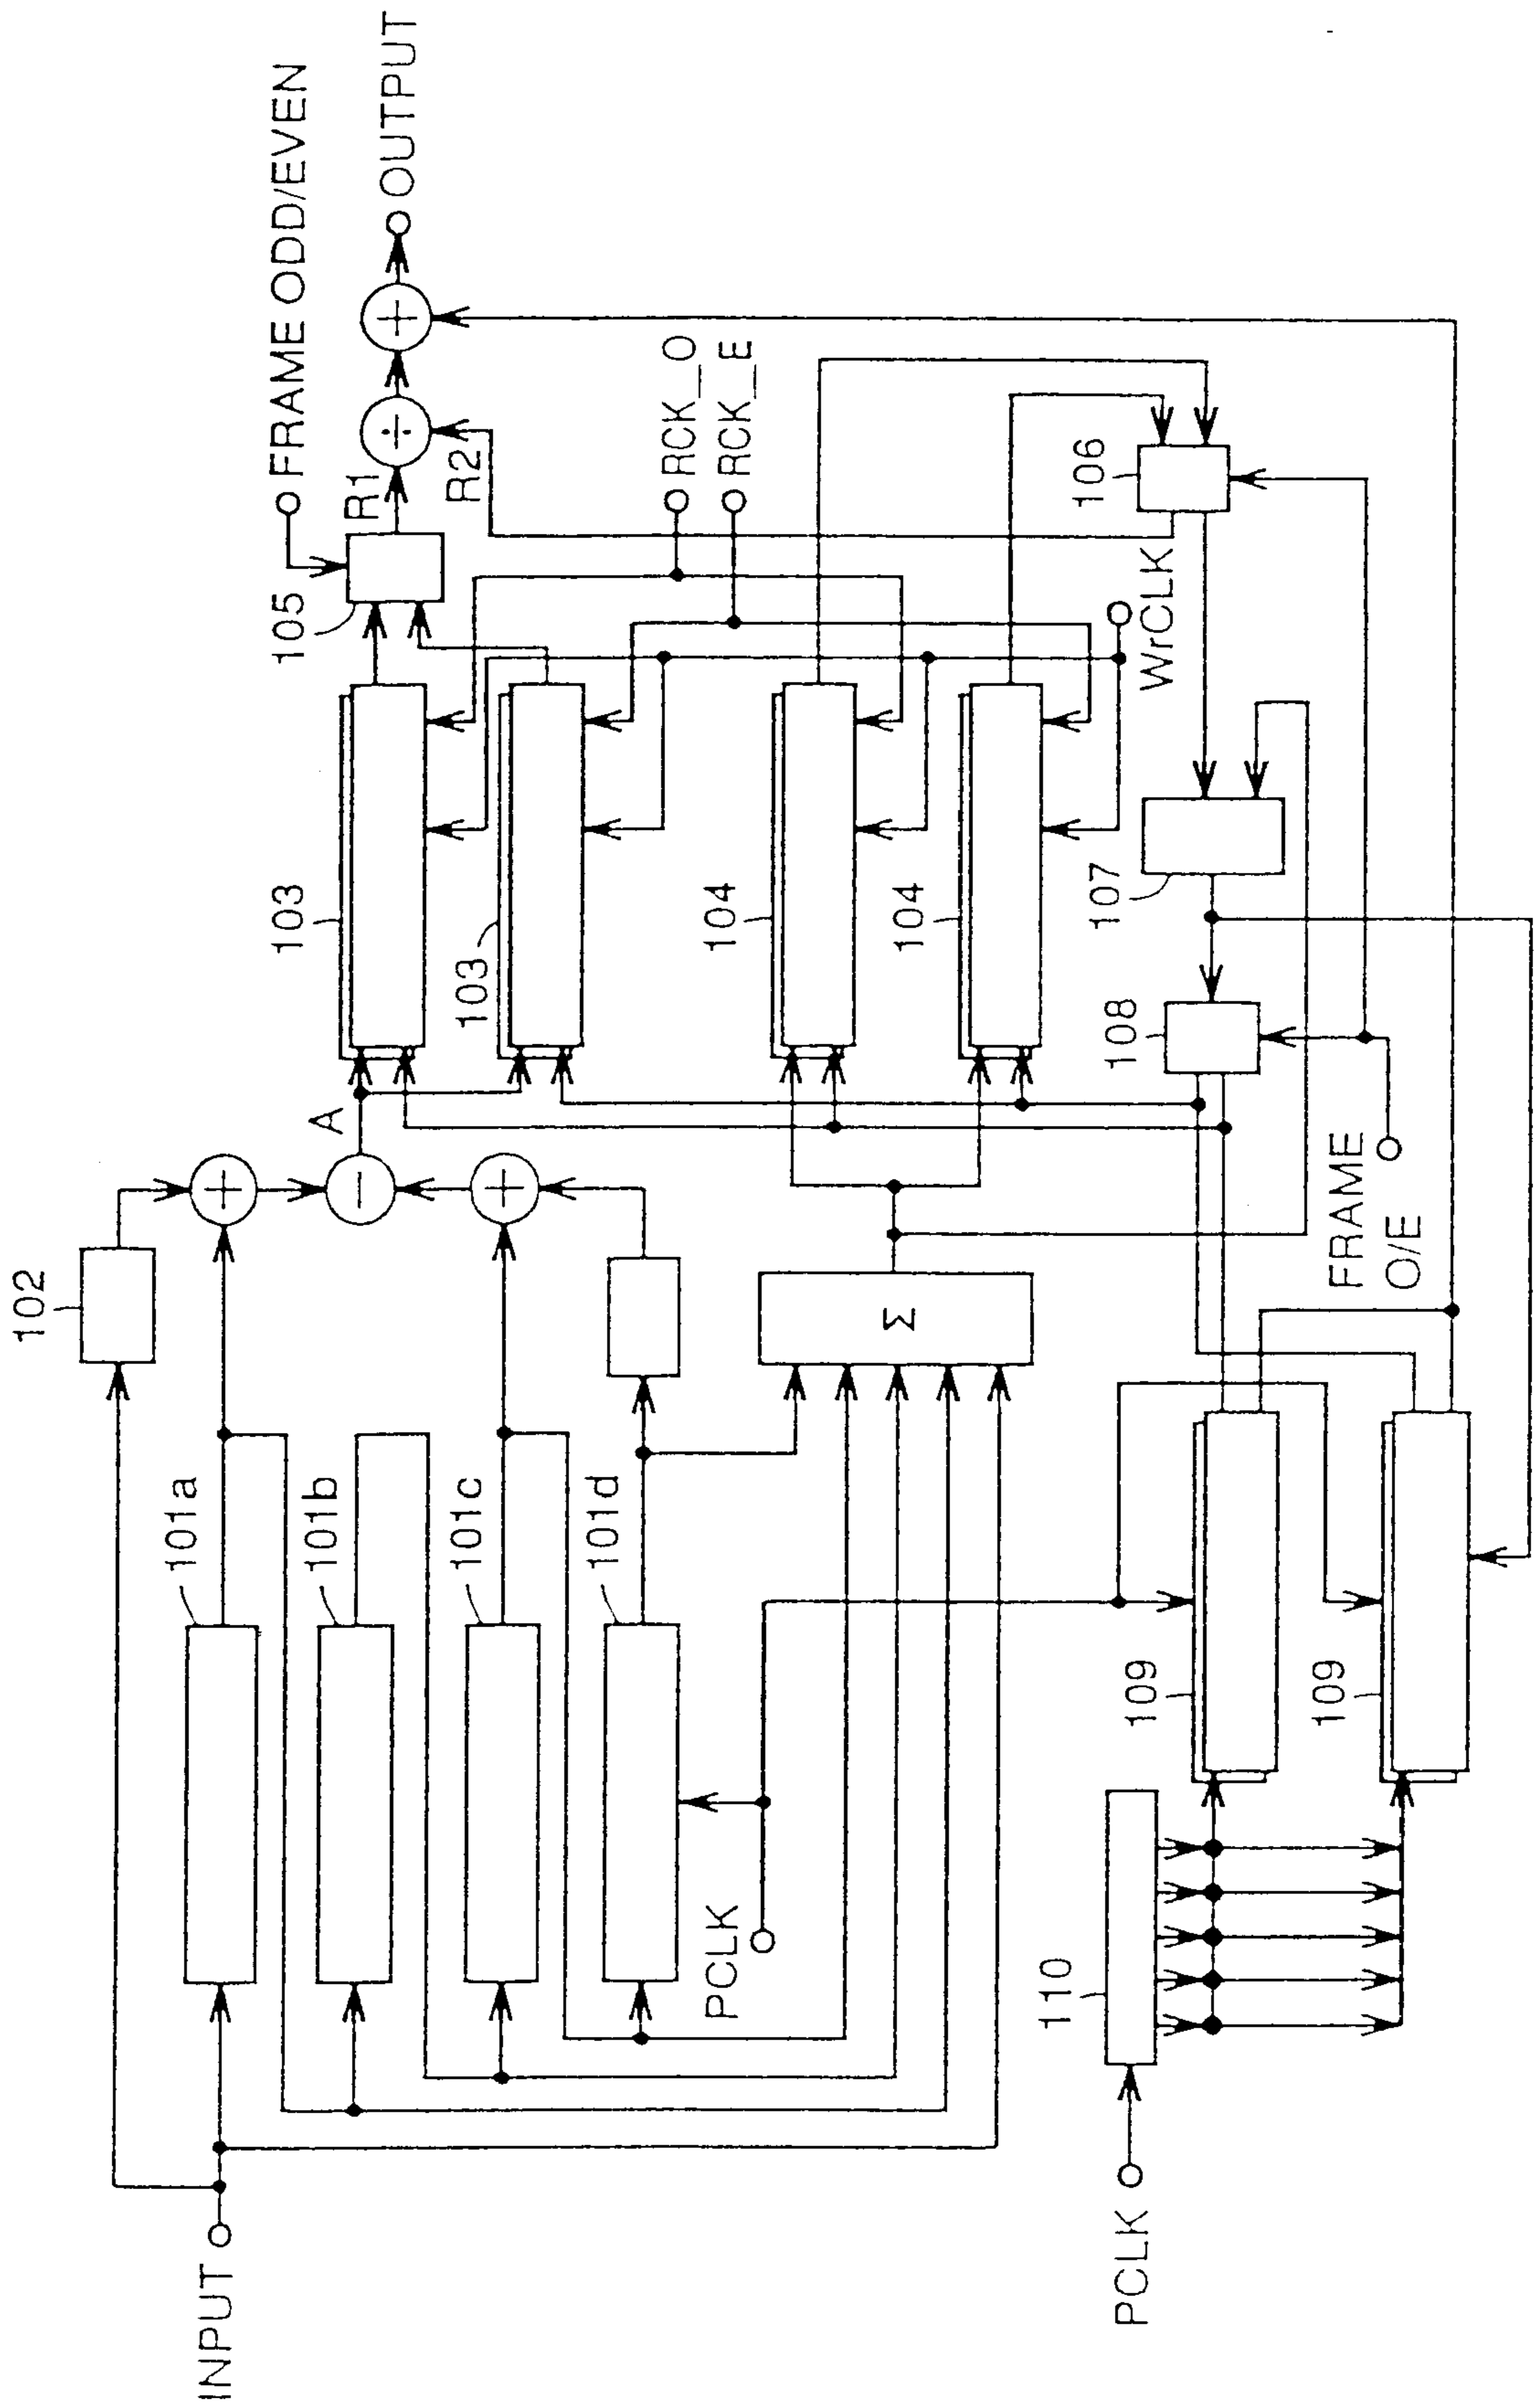 INPUT
102
101a
101b
101c
101d
PCLK
Σ
A
103
103
104
104
105
FRAME ODD/EVEN
R1
R2
OUTPUT
RCK_O
RCK_E
WrCLK
106
107
108
FRAME
O/E
109
109
110
PCLK